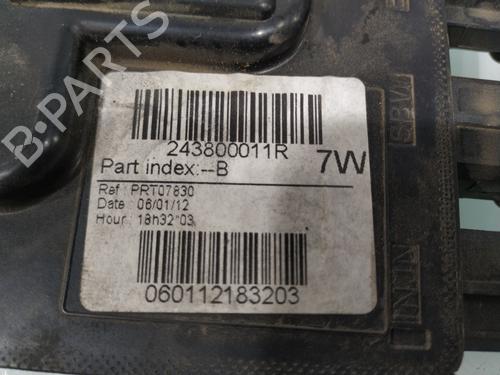 B-PARTS
243800011R
7W
Part index:--B
Ref : PRT07830
Date : 06/01/12
Hour : 18h32"03
060112183203